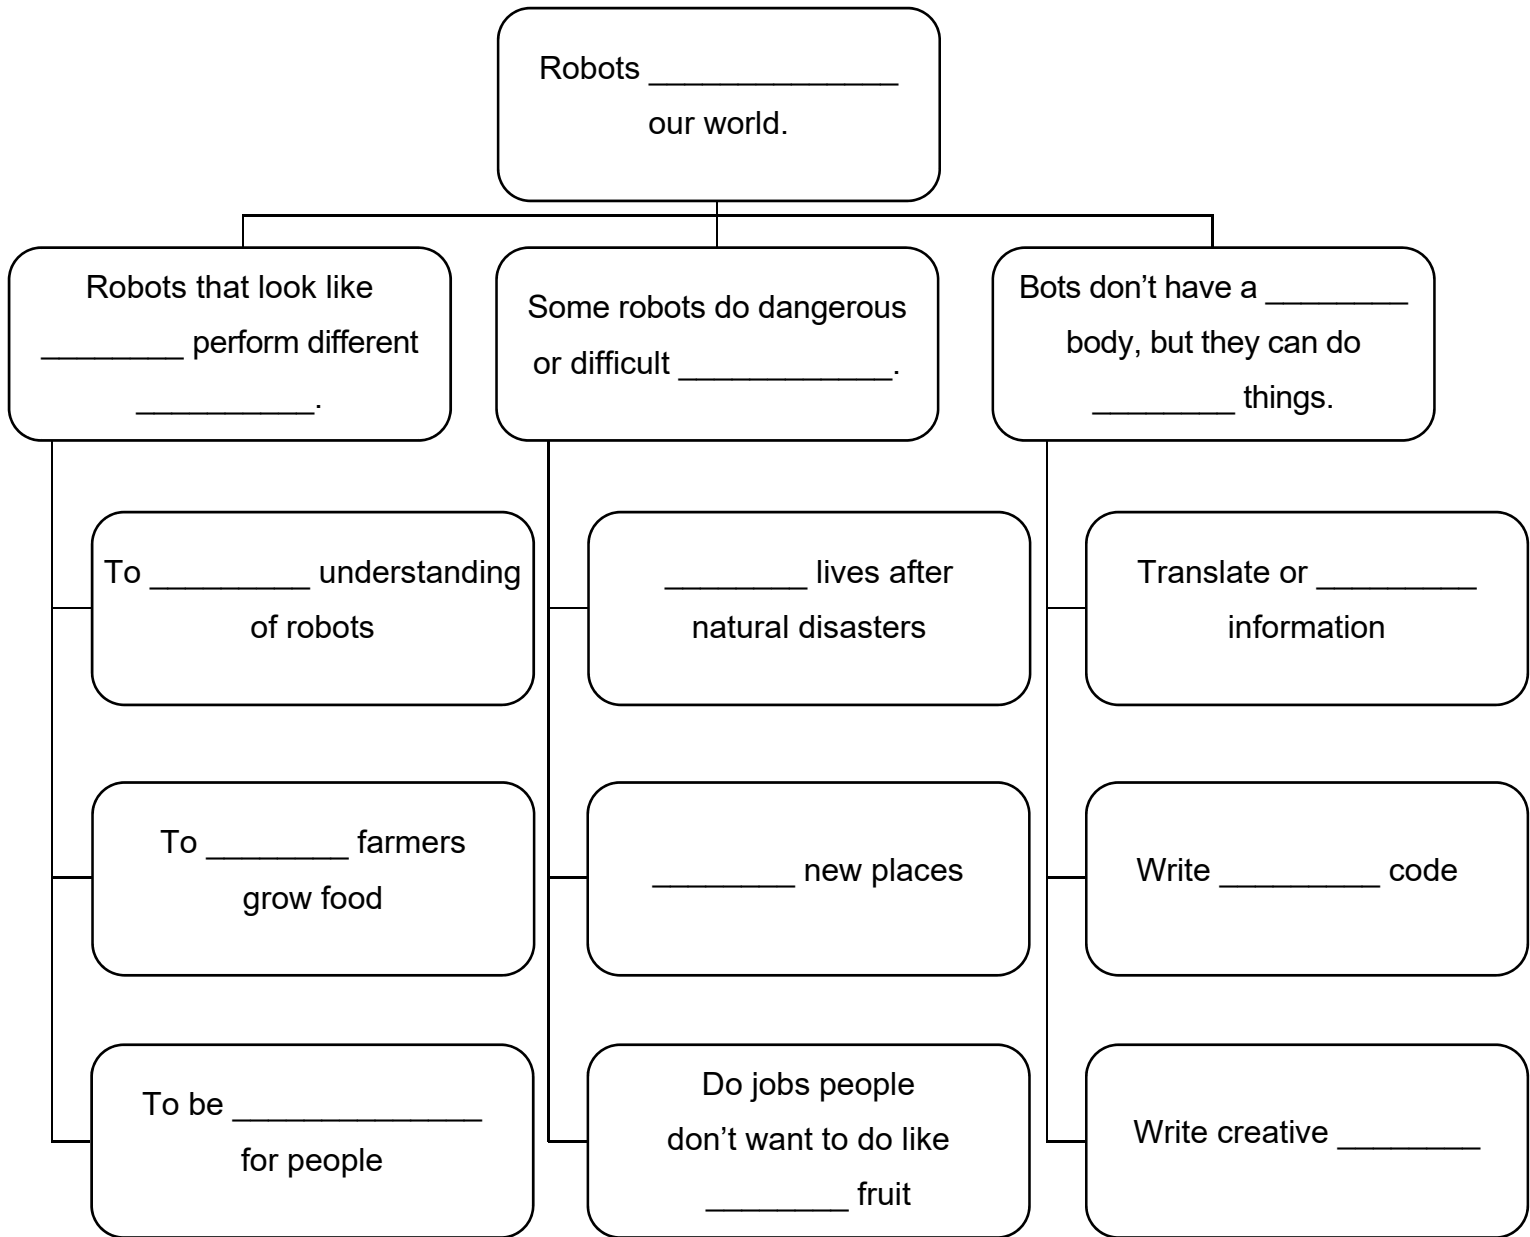 Robots ______________
our world.
Robots that look like
________ perform different
__________.
Some robots do dangerous
or difficult ____________.
Bots don’t have a ________
body, but they can do
________ things.
To _________ understanding
of robots
________ lives after
natural disasters
Translate or _________
information
To ________ farmers
grow food
________ new places
Write _________ code
To be ______________
for people
Do jobs people
don’t want to do like
________ fruit
Write creative ________